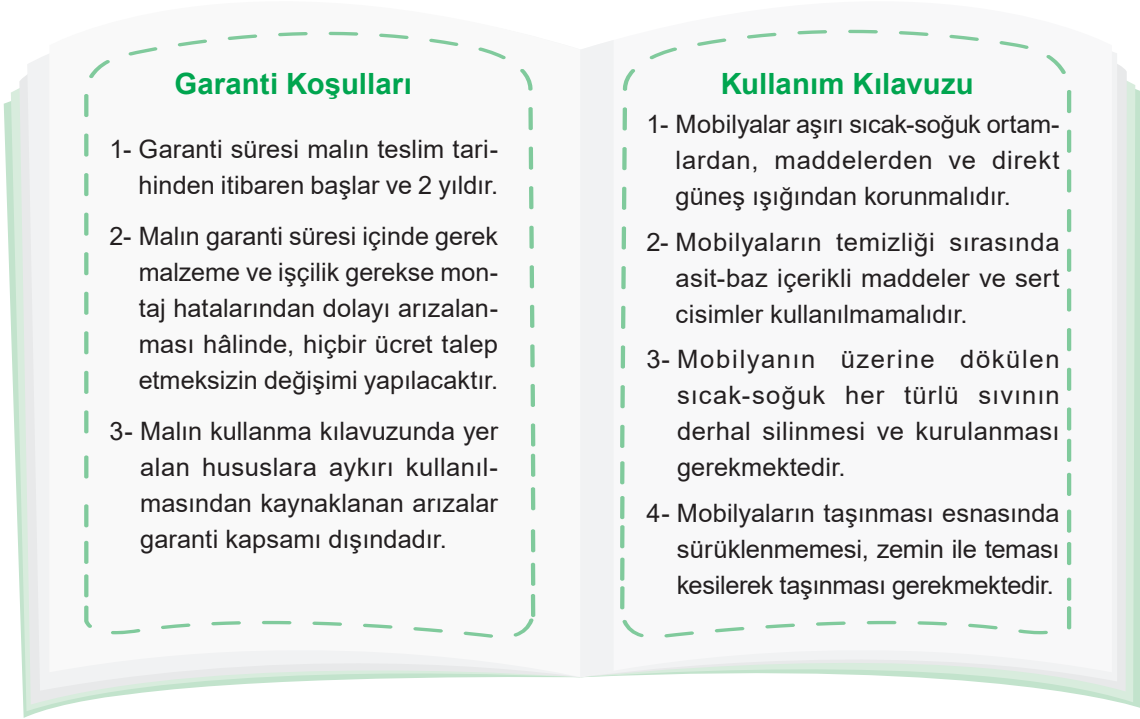 Garanti Koşulları
1- Garanti süresi malın teslim tari-
hinden itibaren başlar ve 2 yıldır.
2- Malın garanti süresi içinde gerek
malzeme ve işçilik gerekse mon-
taj hatalarından dolayı arızalan-
ması hâlinde, hiçbir ücret talep
etmeksizin değişimi yapılacaktır.
3- Malın kullanma kılavuzunda yer
alan hususlara aykırı kullanıl-
masından kaynaklanan arızalar
garanti kapsamı dışındadır.
Kullanım Kılavuzu
1- Mobilyalar aşırı sıcak-soğuk ortam-
lardan, maddelerden ve direkt
güneş ışığından korunmalıdır.
2- Mobilyaların temizliği sırasında
asit-baz içerikli maddeler ve sert
cisimler kullanılmamalıdır.
3- Mobilyanın üzerine dökülen
sıcak-soğuk her türlü sıvının
derhal silinmesi ve kurulanması
gerekmektedir.
4- Mobilyaların taşınması esnasında
sürüklenmemesi, zemin ile teması
kesilerek taşınması gerekmektedir.